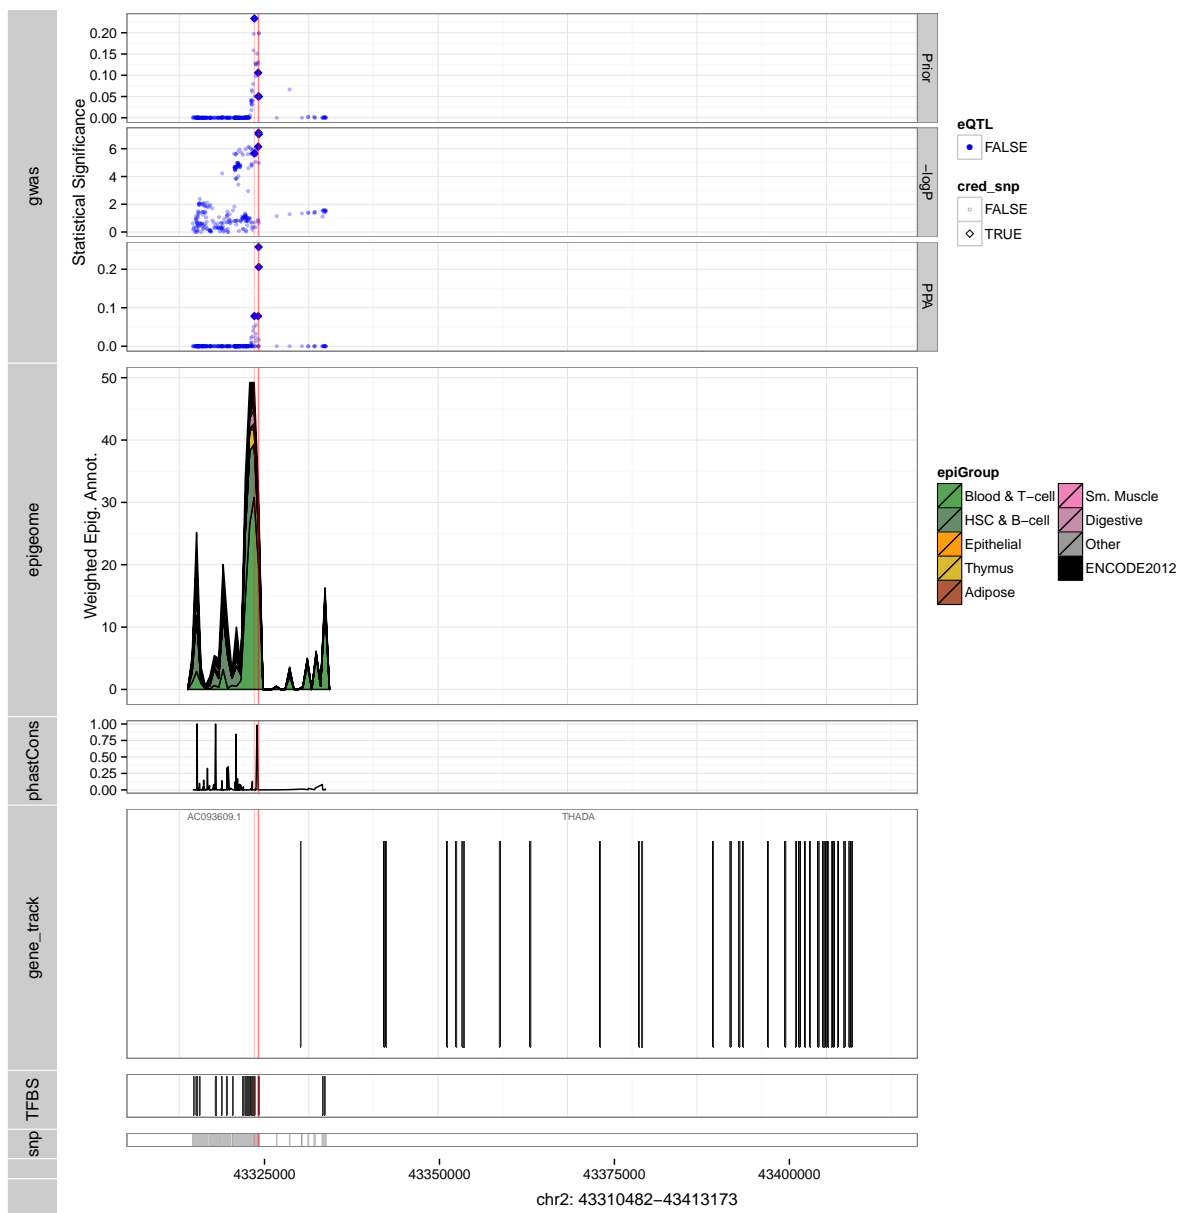 gwas
Statistical Significance
0.20
0.15
0.10
0.05
0.00
Prior
6
4
2
0
−logP
0.2
0.1
0.0
PPA
eQTL
FALSE
cred_snp
FALSE
TRUE
epigeome
Weighted Epig. Annot.
50
40
30
20
10
0
epiGroup
Blood & T−cell
HSC & B−cell
Epithelial
Thymus
Adipose
Sm. Muscle
Digestive
Other
ENCODE2012
phastCons
1.00
0.75
0.50
0.25
0.00
gene_track
AC093609.1
THADA
TFBS
snp
43325000
43350000
43375000
43400000
chr2: 43310482−43413173